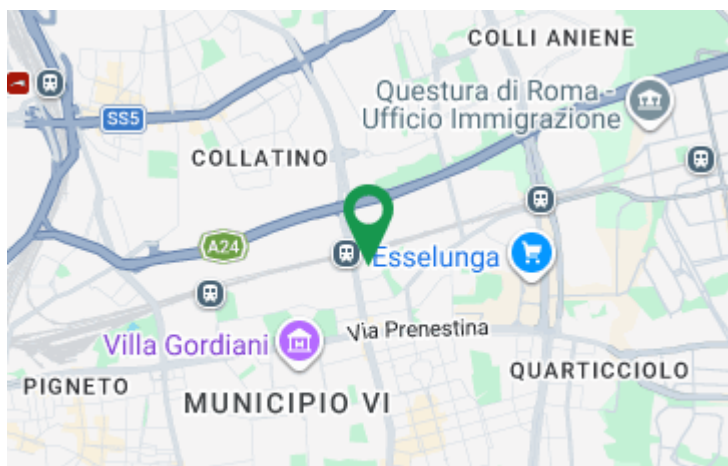 COLLI ANIENE
Questura di Roma -
Ufficio Immigrazione
SS5
COLLATINO
A24
Esselunga
Via Prenestina
Villa Gordiani
QUARTICCIOLO
PIGNETO
MUNICIPIO VI